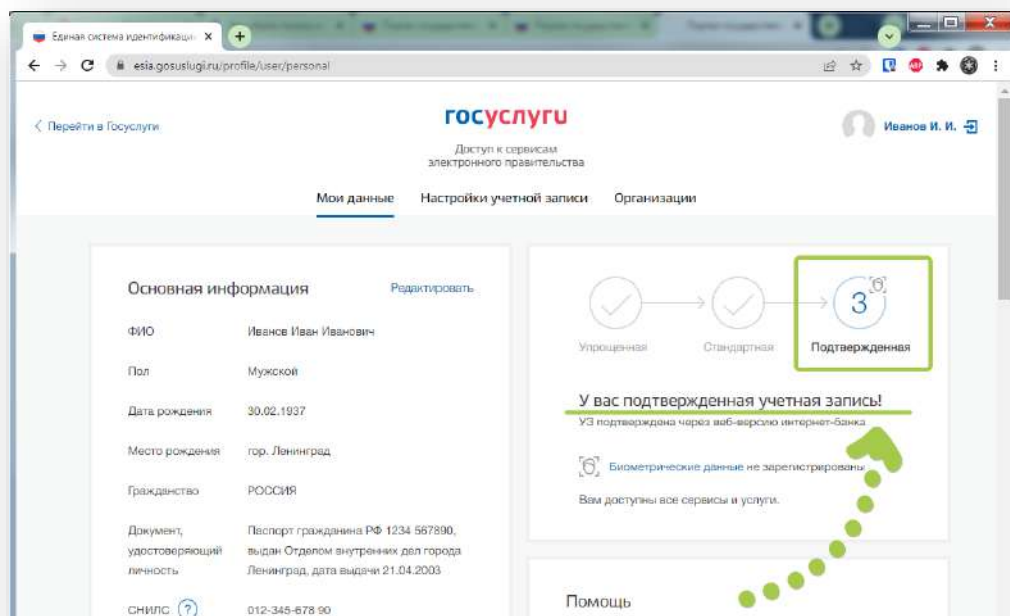 Единая система идентификаци
esia.gosuslugi.ru/profile/user/personal
Перейти в Госуслуги
госуслуги
Иванов И. И.
Доступ к сервисам
электронного правительства
Мои данные Настройки учетной записи Организации
Основная информация
Редактировать
ФИО Иванов Иван Иванович
Пол Мужской
Дата рождения 30.02.1937
Место рождения гор. Ленинград
Гражданство РОССИЯ
Документ,
удостоверяющий
личность
Паспорт гражданина РФ 1234 567890,
выдан Отделом внутренних дел города
Ленинград, дата выдачи 21.04.2003
СНИЛС ? 012-345-678 90
3
Упрощенная Стандартная Подтвержденная
У вас подтвержденная учетная запись!
УЗ подтверждена через веб-версию интернет-банка
Биометрические данные не зарегистрированы
Вам доступны все сервисы и услуги.
Помощь